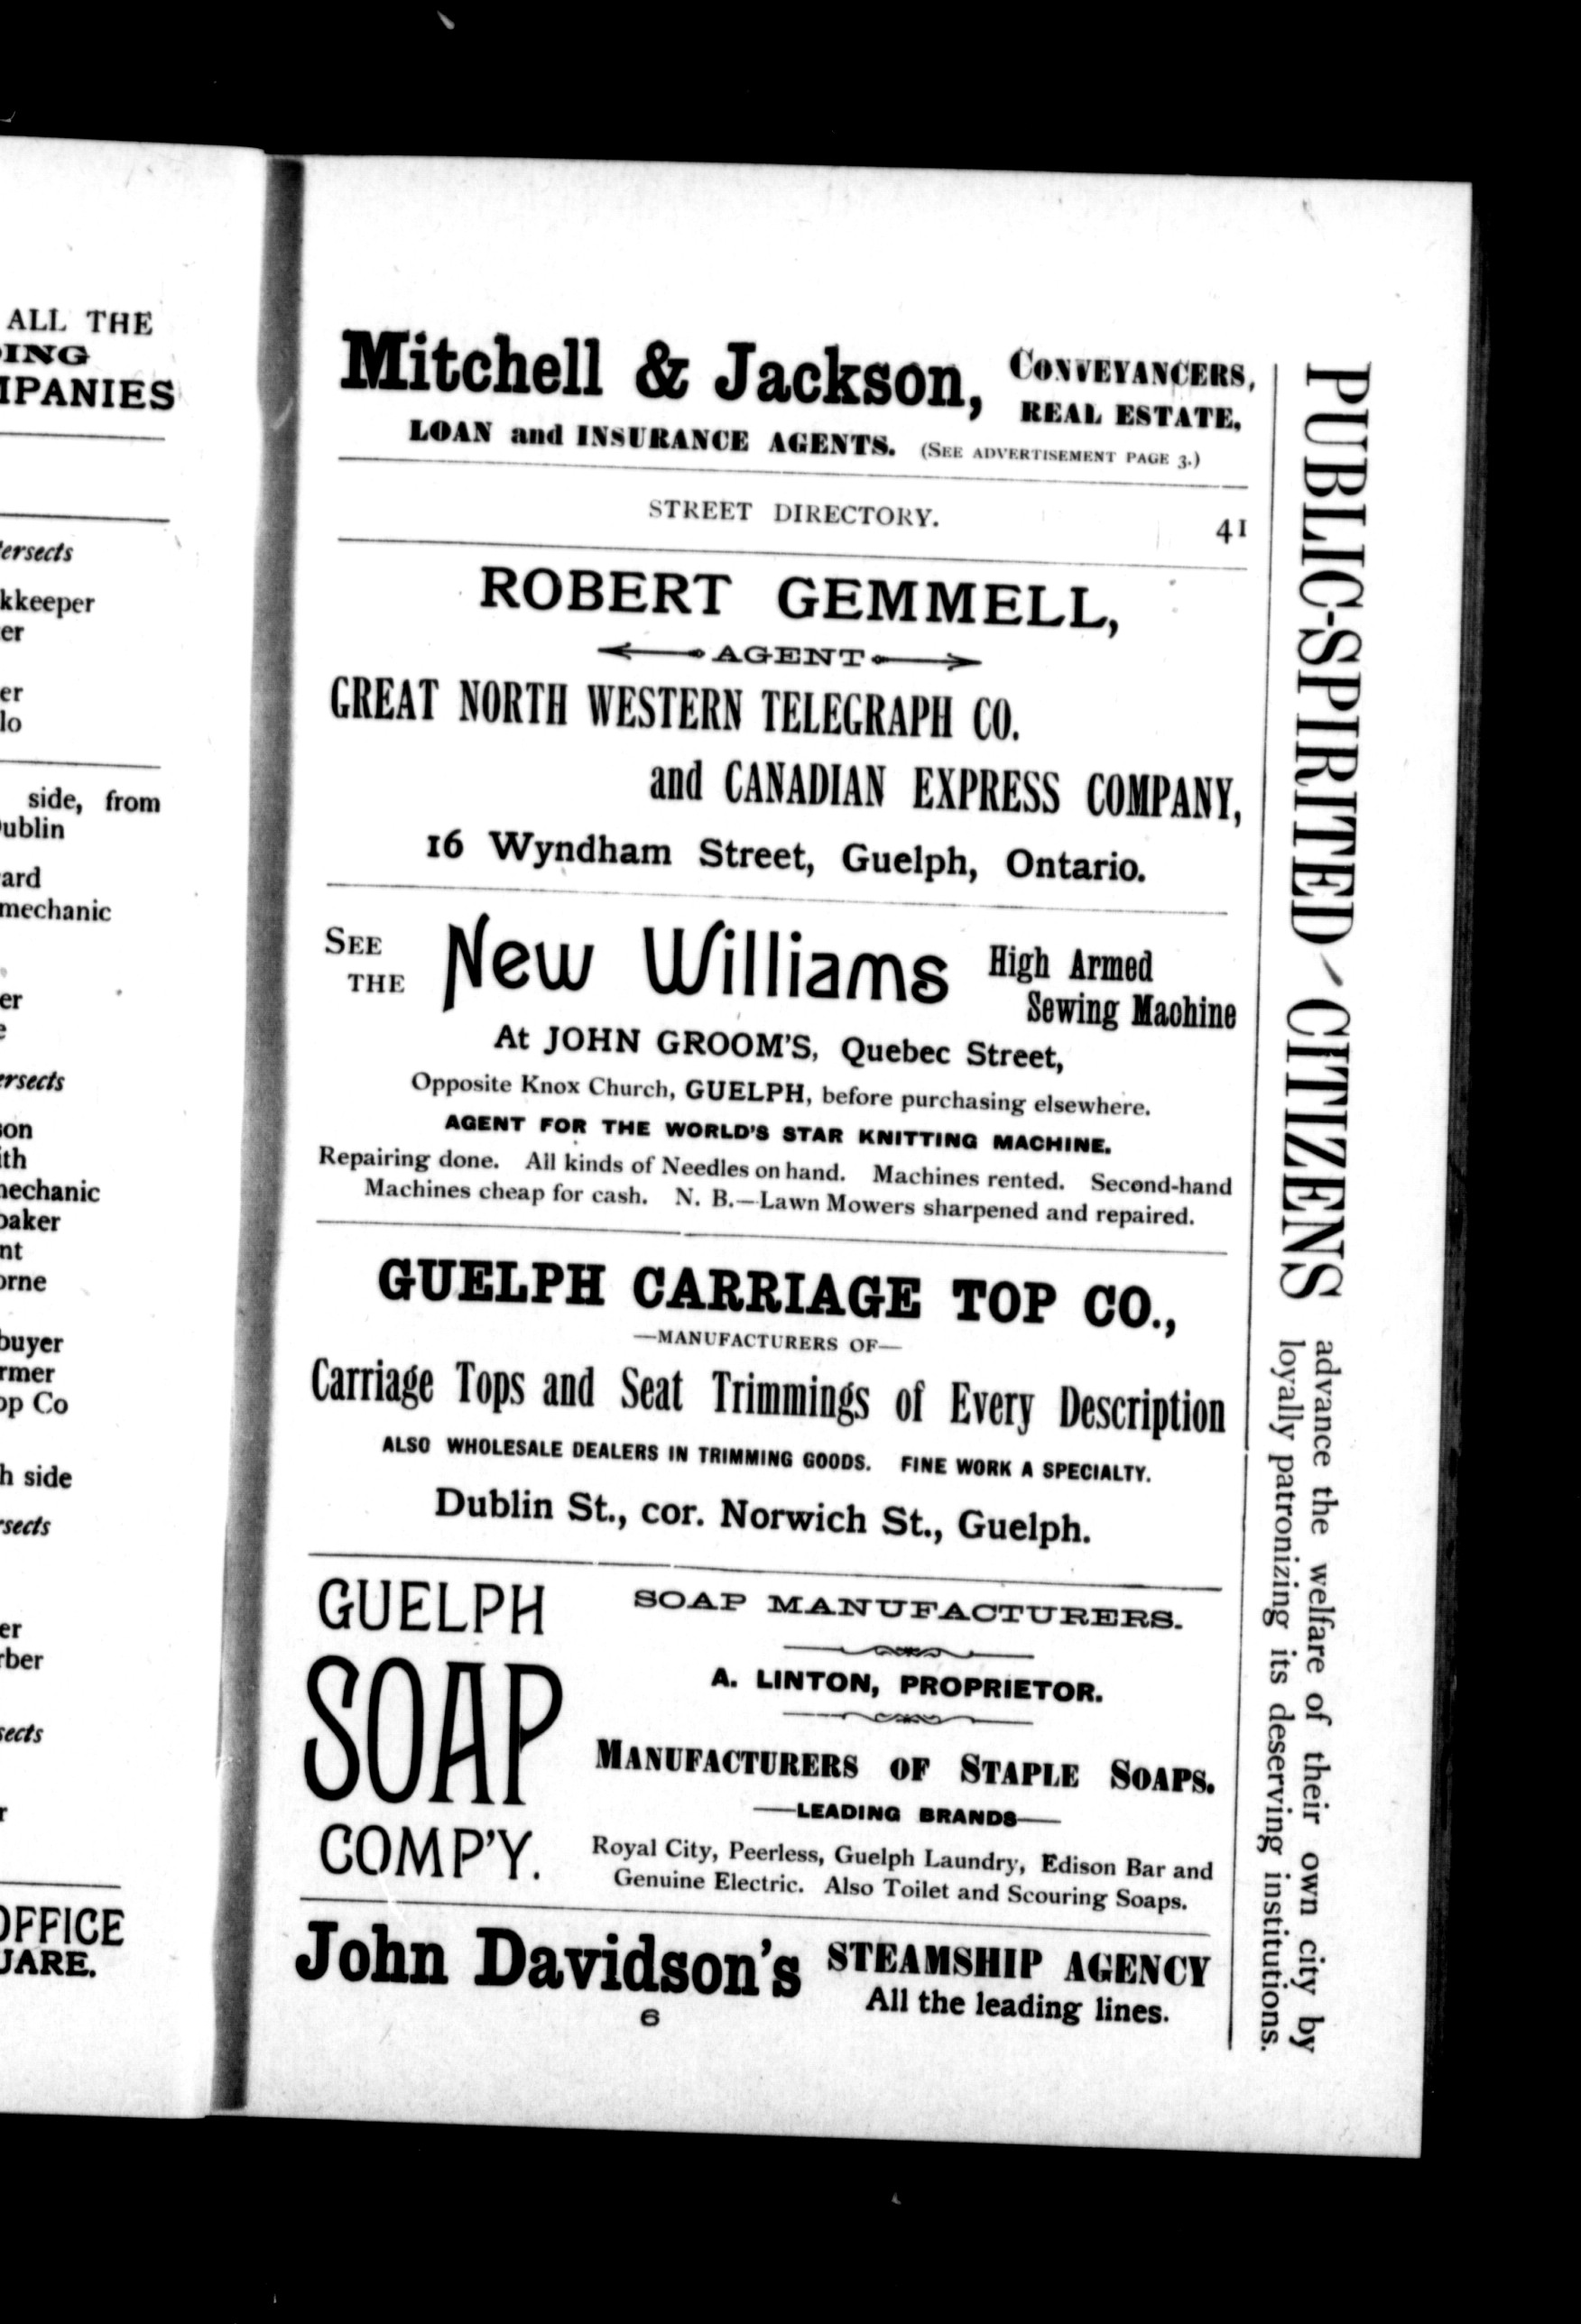 ALL THE
MPANIES
ersects
kkeeper
er
er
lo
side, from
ublin
ard
mechanic
er
e
ersects
son
ith
mechanic
baker
nt
orne
buyer
rmer
op Co
h side
rsects
er
rber
sects
r
OFFICE
UARE.
Mitchell & Jackson, CONVEYANCERS,
REAL ESTATE,
LOAN and INSURANCE AGENTS. (SEE ADVERTISEMENT PAGE 3.)
STREET DIRECTORY. 41
ROBERT GEMMELL,
AGENT
GREAT NORTH WESTERN TELEGRAPH CO.
and CANADIAN EXPRESS COMPANY,
16 Wyndham Street, Guelph, Ontario.
SEE THE New Williams High Armed
Sewing Machine
At JOHN GROOM'S, Quebec Street,
Opposite Knox Church, GUELPH, before purchasing elsewhere.
AGENT FOR THE WORLD'S STAR KNITTING MACHINE.
Repairing done. All kinds of Needles on hand. Machines rented. Second-hand
Machines cheap for cash. N. B.—Lawn Mowers sharpened and repaired.
GUELPH CARRIAGE TOP CO.,
—MANUFACTURERS OF—
Carriage Tops and Seat Trimmings of Every Description
ALSO WHOLESALE DEALERS IN TRIMMING GOODS. FINE WORK A SPECIALTY.
Dublin St., cor. Norwich St., Guelph.
GUELPH
SOAP
COMP'Y.
SOAP MANUFACTURERS.
A. LINTON, PROPRIETOR.
MANUFACTURERS OF STAPLE SOAPS.
—LEADING BRANDS—
Royal City, Peerless, Guelph Laundry, Edison Bar and
Genuine Electric. Also Toilet and Scouring Soaps.
John Davidson's STEAMSHIP AGENCY
All the leading lines.
6
PUBLIC-SPIRITED CITIZENS
advance the welfare of their own city by
loyally patronizing its deserving institutions.